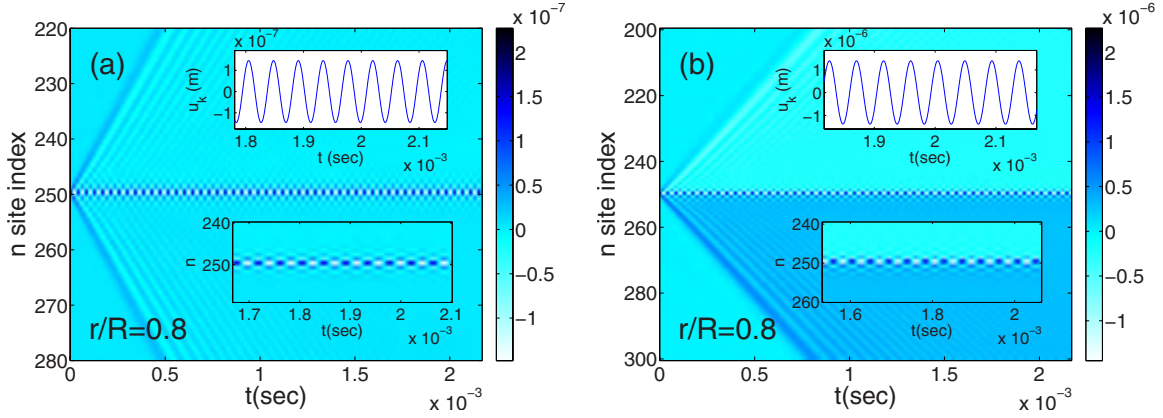 x 10^-7
x 10^-6
220
230
240
250
260
270
280
n site index
(a)
x 10^-7
1
0
−1
u_k (m)
1.8
1.9
2
2.1
t (sec)
x 10^-3
240
250
n
1.7
1.8
1.9
2
2.1
t(sec)
x 10^-3
r/R=0.8
0
0.5
1
1.5
2
t(sec)
x 10^-3
2
1.5
1
0.5
0
−0.5
−1
200
250
300
n site index
(b)
x 10^-6
1
0
−1
u_k (m)
1.9
2
2.1
t(sec)
x 10^-3
240
250
260
n
1.6
1.8
2
t(sec)
x 10^-3
r/R=0.8
0
0.5
1
1.5
2
t(sec)
x 10^-3
2
1.5
1
0.5
0
−0.5
−1